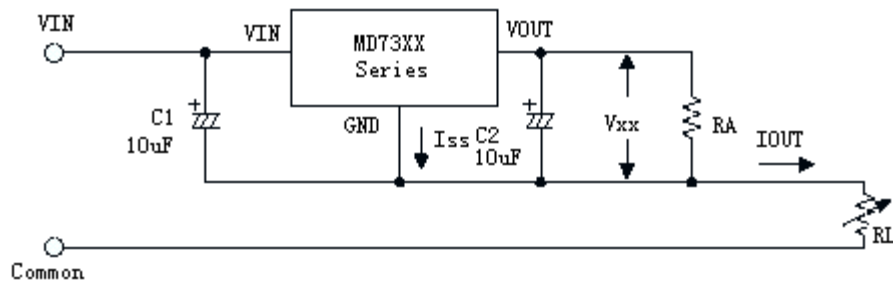 VIN
VIN
MD73XX
Series
VOUT
C1
10uF
GND
Iss
C2
10uF
Vxx
RA
IOUT
RL
Common